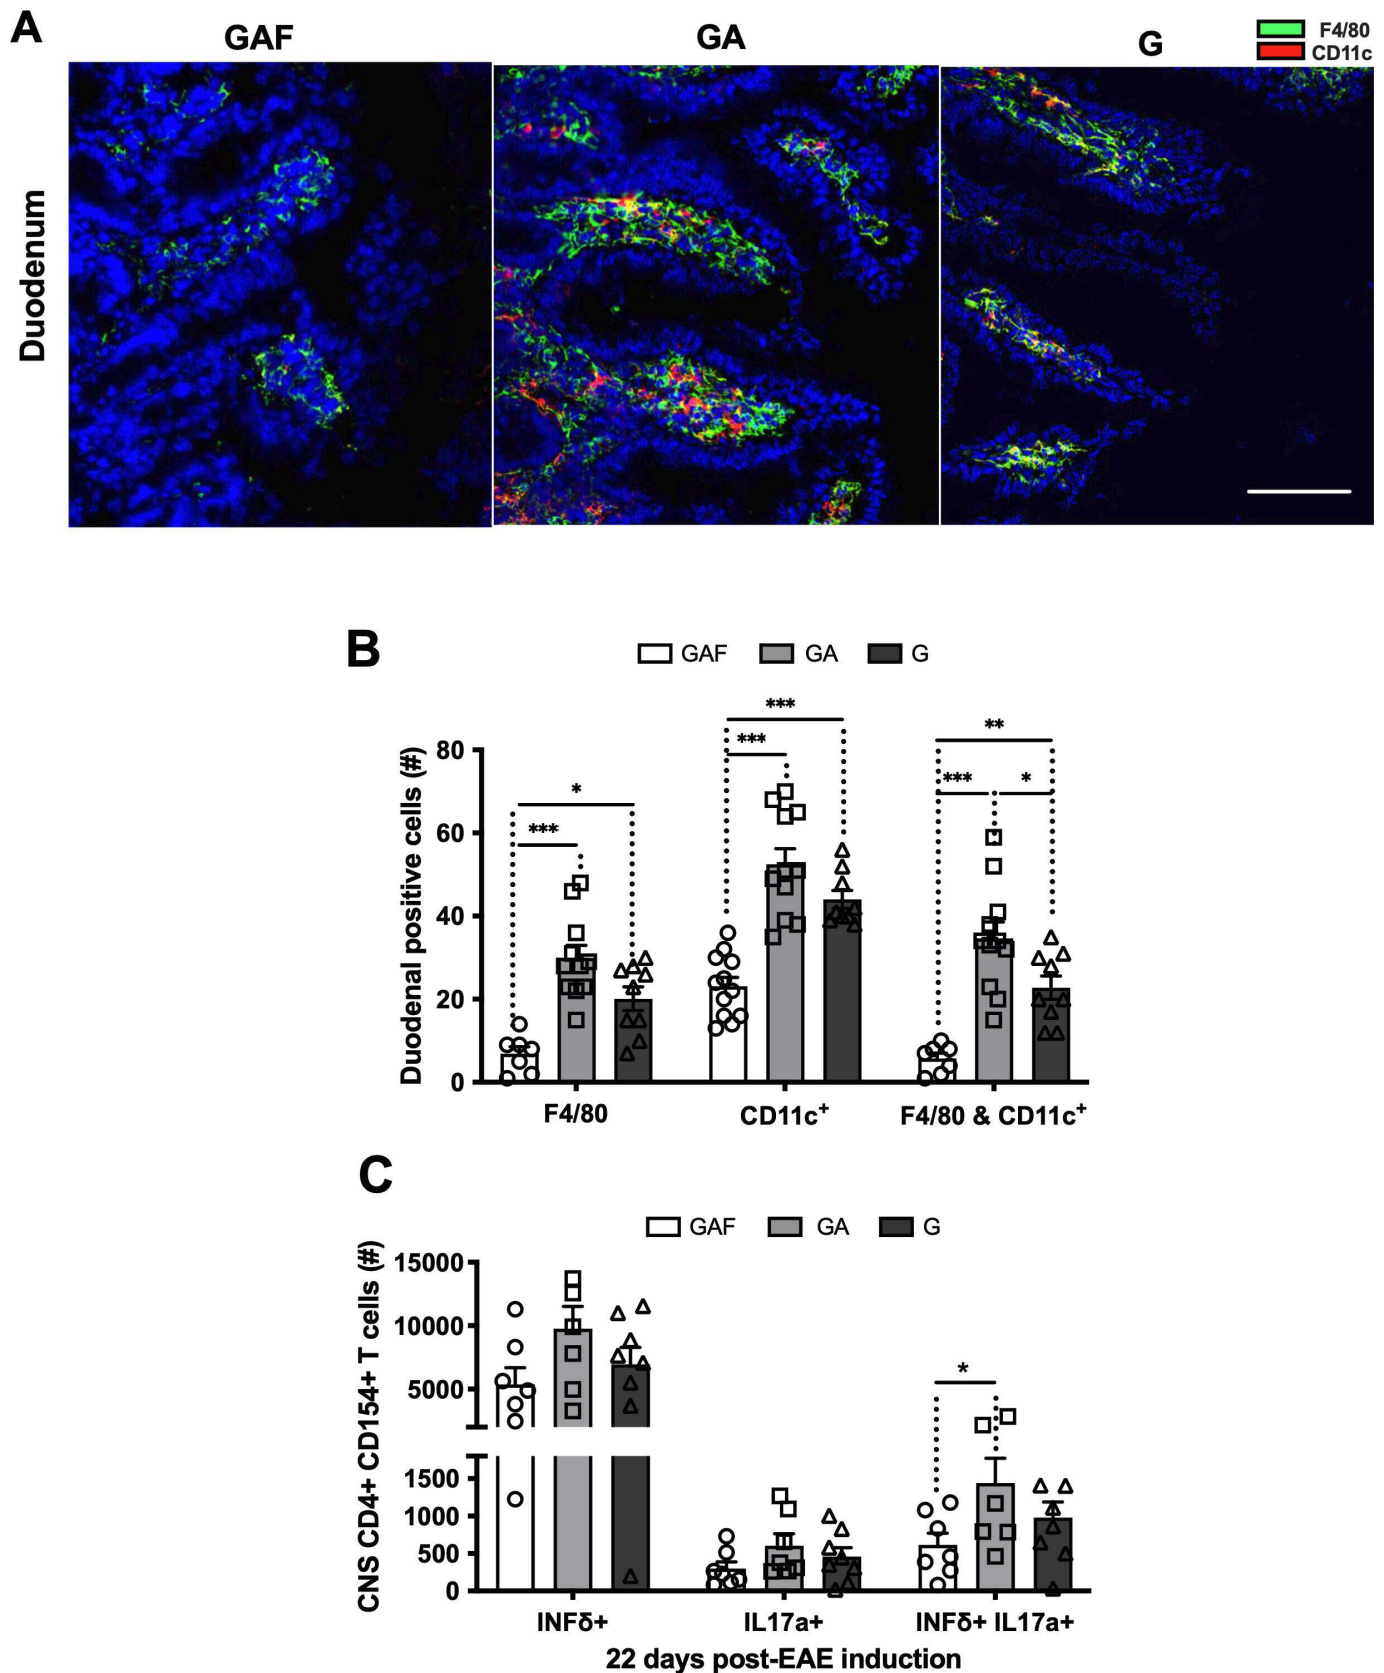 A
GAF
GA
G
F4/80
CD11c
Duodenum
B
GAF
GA
G
Duodenal positive cells (#)
80
60
40
20
0
*
***
***
***
**
***
*
F4/80
CD11c+
F4/80 & CD11c+
C
GAF
GA
G
CNS CD4+ CD154+ T cells (#)
15000
10000
5000
1500
1000
500
0
*
INFδ+
IL17a+
INFδ+ IL17a+
22 days post-EAE induction